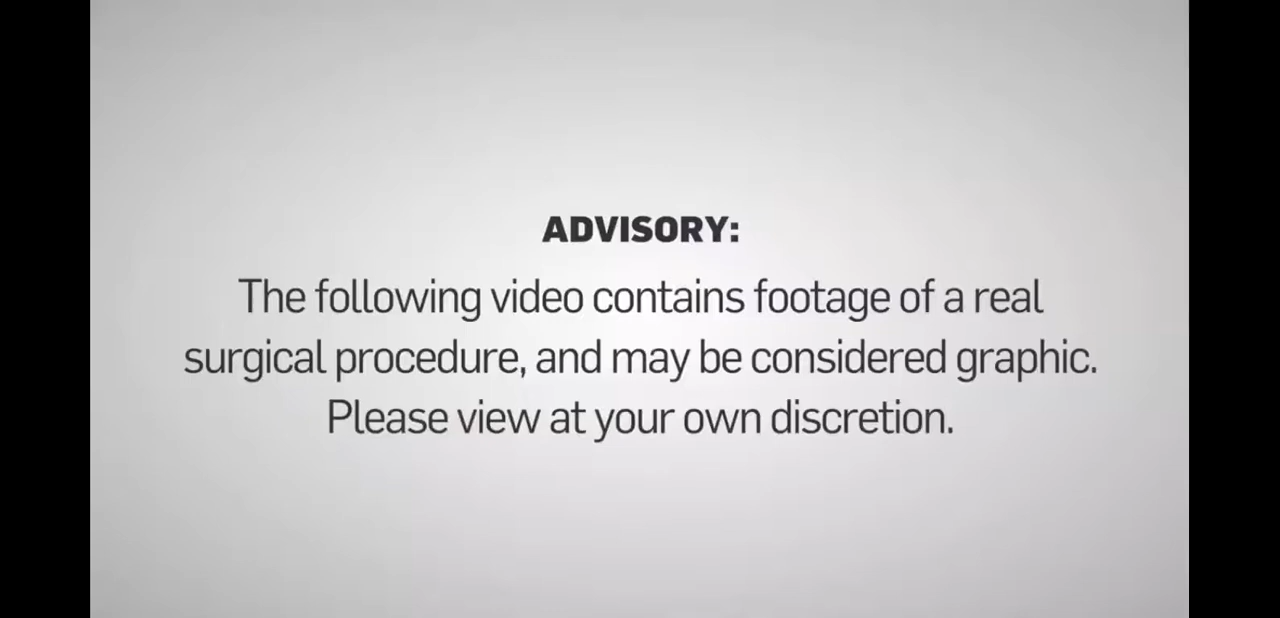 ADVISORY:
The following video contains footage of a real
surgical procedure, and may be considered graphic.
Please view at your own discretion.